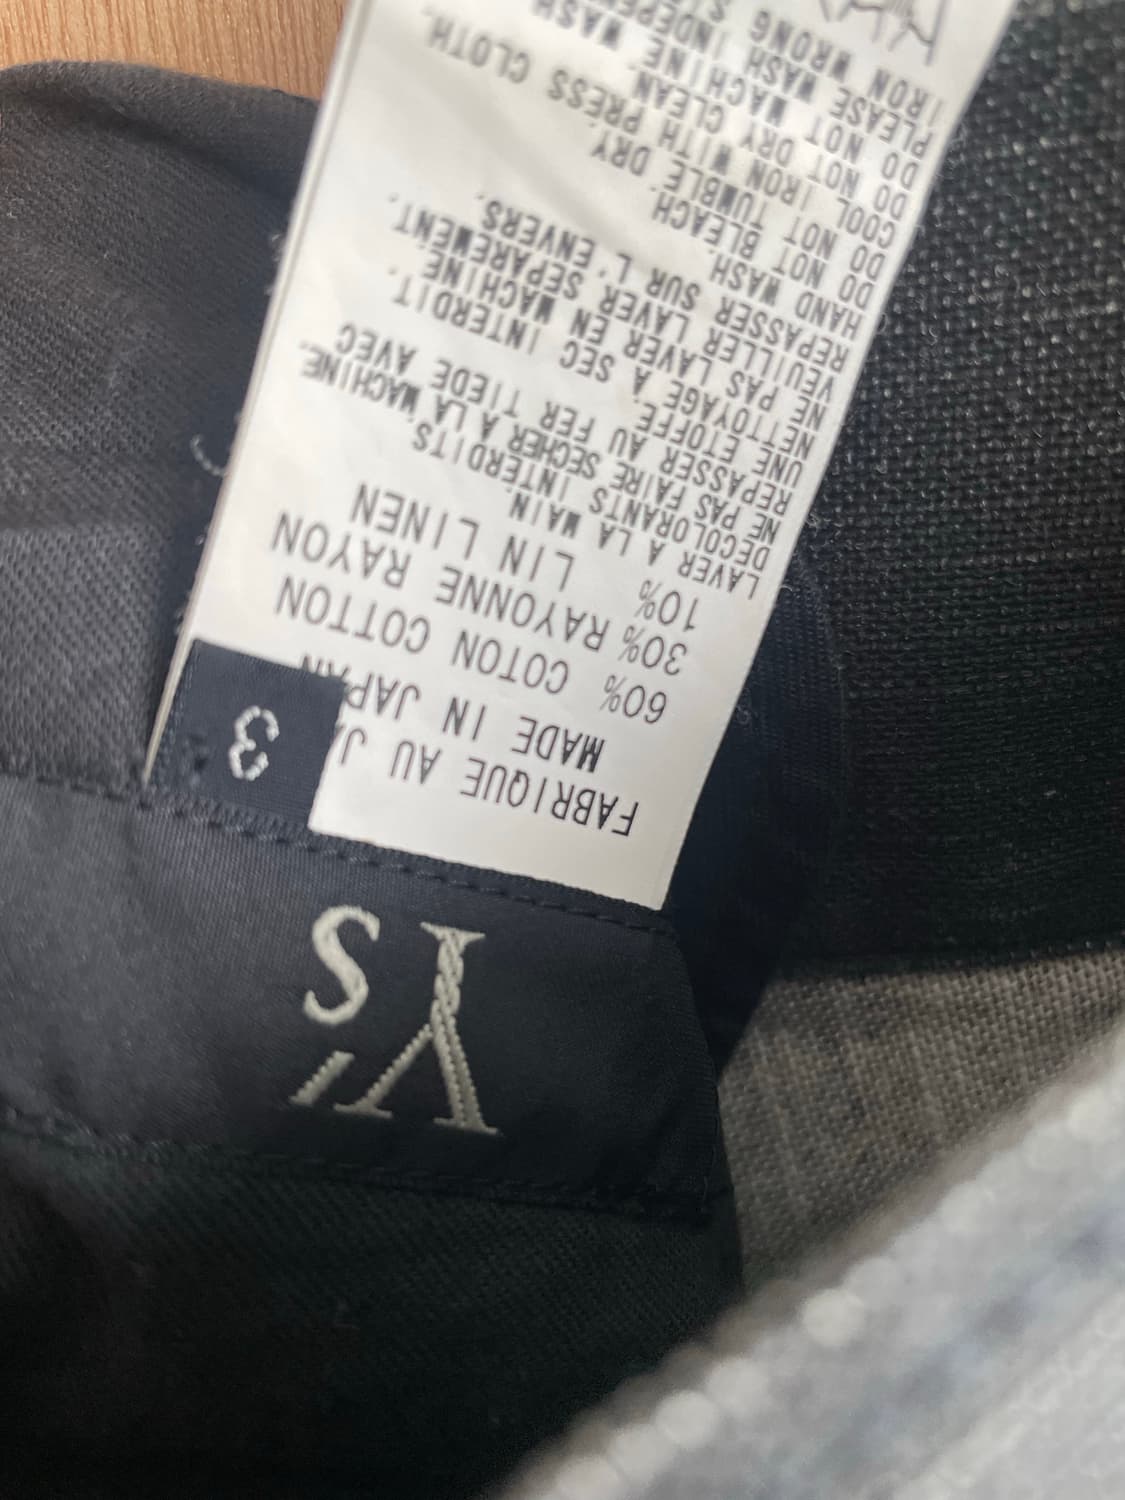 Y's
3
FABRIQUE AU JA
MADE IN JAPAN
60% COTON COTTON
30% RAYONNE RAYON
10% LIN LINEN
LAVER A LA MAIN.
DECOLORANTS INTERDITS
NE PAS FAIRE SECHER A LA MACHINE.
REPASSER AU FER TIEDE AVEC
UNE ETOFFE.
NETTOYAGE A SEC INTERDIT
NE PAS LAVER EN MACHINE.
VEUILLER LAVER SEPAREMENT.
REPASSER SUR L'ENVERS.
HAND WASH.
DO NOT BLEACH.
DO NOT TUMBLE DRY.
COOL IRON WITH PRESS CLOTH.
DO NOT DRY CLEAN.
DO NOT MACHINE WASH
PLEASE WASH
IRON WRONG